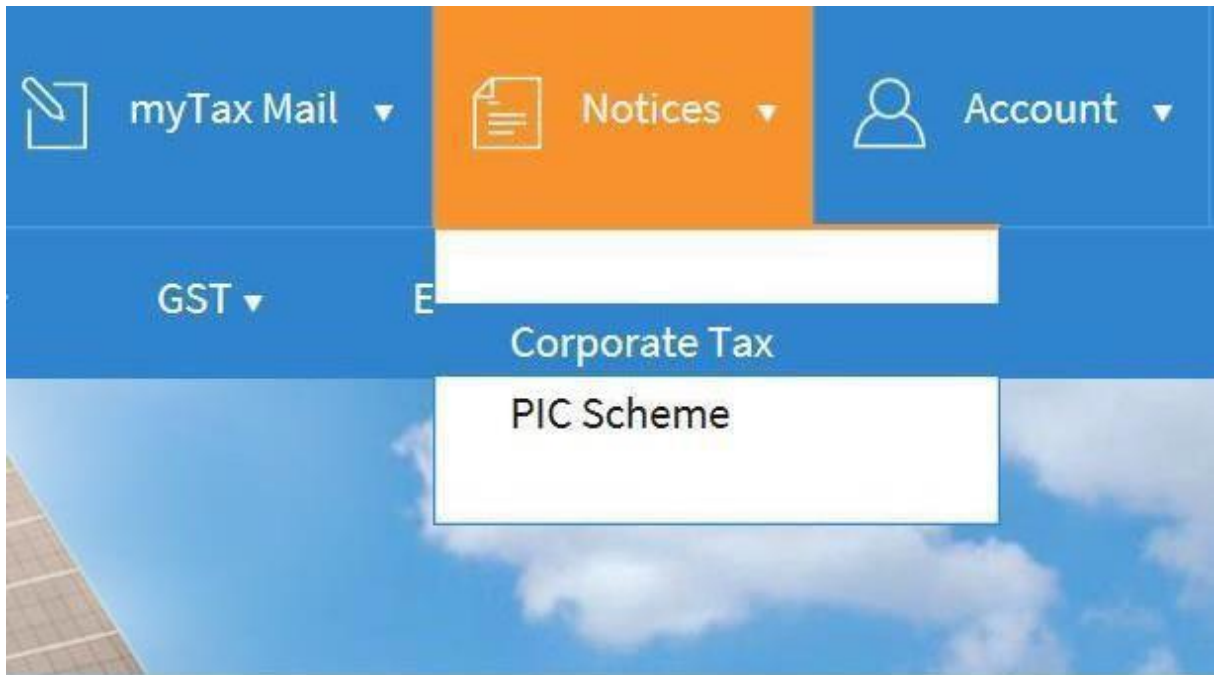 myTax Mail ▼ Notices ▼ Account ▼
GST ▼ E
Corporate Tax
PIC Scheme